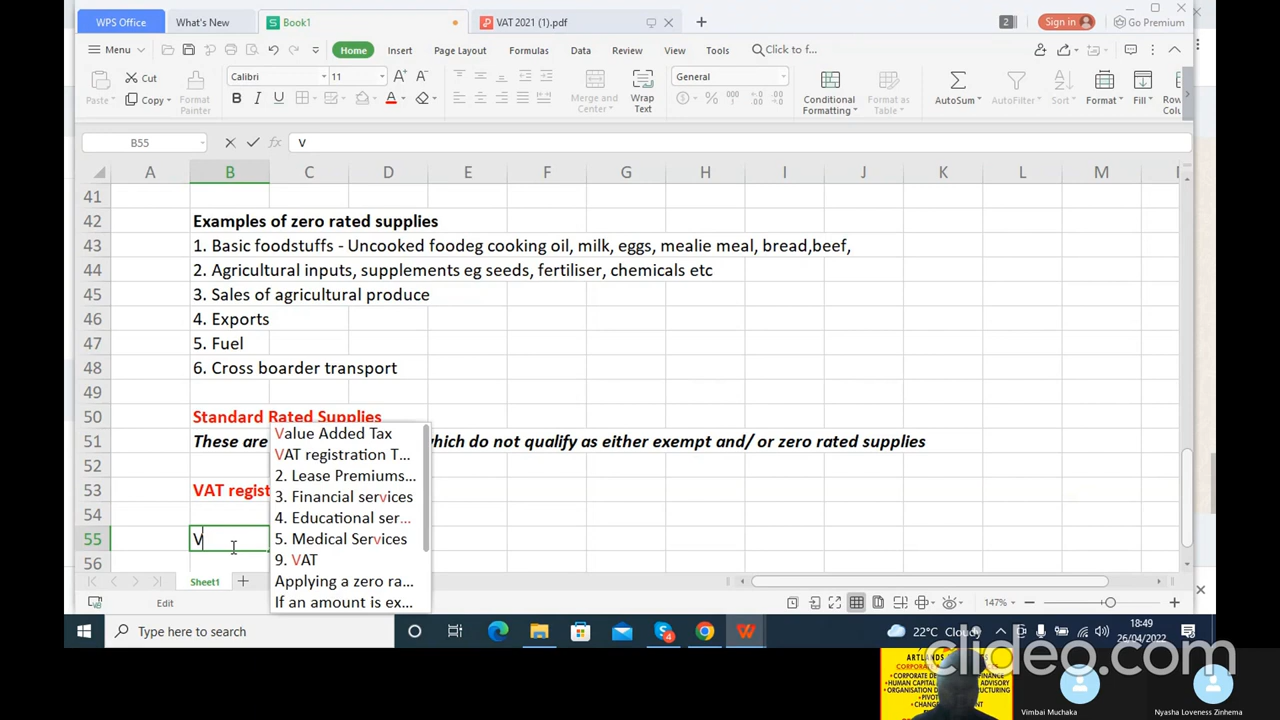 WPS Office What's New Book1 VAT 2021 (1).pdf 2 Sign in Go Premium
Menu Home Insert Page Layout Formulas Data Review View Tools Click to f...
Paste Cut Copy Format Painter Calibri 11 Merge and Center Wrap Text General Conditional Formatting Format as Table AutoSum AutoFilter Sort Format Fill
B55 V
A B C D E F G H I J K L M
41
42 Examples of zero rated supplies
43 1. Basic foodstuffs - Uncooked foodeg cooking oil, milk, eggs, mealie meal, bread,beef,
44 2. Agricultural inputs, supplements eg seeds, fertiliser, chemicals etc
45 3. Sales of agricultural produce
46 4. Exports
47 5. Fuel
48 6. Cross boarder transport
49
50 Standard Rated Supplies
51 These are which do not qualify as either exempt and/ or zero rated supplies
52
53 VAT regist
54
55 V
56
Value Added Tax
VAT registration T...
2. Lease Premiums...
3. Financial services
4. Educational ser...
5. Medical Services
9. VAT
Applying a zero ra...
If an amount is ex...
Sheet1
Edit 147%
Type here to search 22°C Cloudy 18:49
26/04/2022
clideo.com
ARTLANDS
Vimbai Muchaka Nyasha Loveness Zinhema